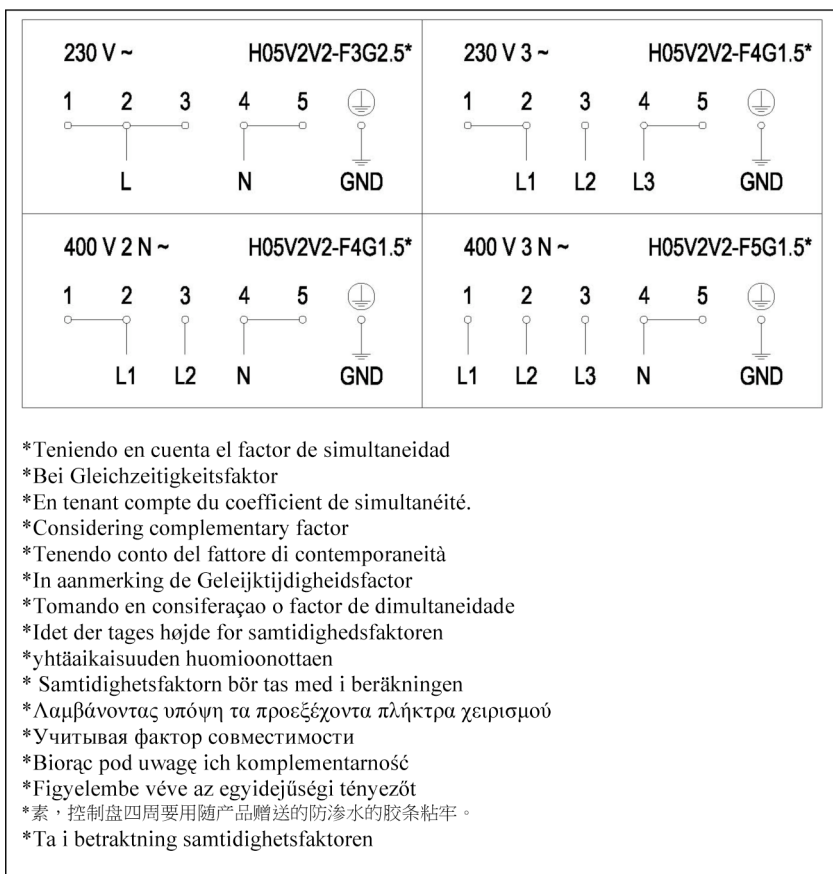 230 V ~ H05V2V2-F3G2.5*
1 2 3 4 5
L N GND
230 V 3 ~ H05V2V2-F4G1.5*
1 2 3 4 5
L1 L2 L3 GND
400 V 2 N ~ H05V2V2-F4G1.5*
1 2 3 4 5
L1 L2 N GND
400 V 3 N ~ H05V2V2-F5G1.5*
1 2 3 4 5
L1 L2 L3 N GND
*Teniendo en cuenta el factor de simultaneidad
*Bei Gleichzeitigkeitsfaktor
*En tenant compte du coefficient de simultanéité.
*Considering complementary factor
*Tenendo conto del fattore di contemporaneità
*In aanmerking de Geleijktijdigheidsfactor
*Tomando en consiferaçao o factor de dimultaneidade
*Idet der tages højde for samtidighedsfaktoren
*yhtäaikaisuuden huomioonottaen
* Samtidighetsfaktorn bör tas med i beräkningen
*Λαμβάνοντας υπόψη τα προεξέχοντα πλήκτρα χειρισμού
*Учитывая фактор совместимости
*Biorąc pod uwagę ich komplementarność
*Figyelembe véve az egyidejűségi tényezőt
*素，控制盘四周要用随产品赠送的防渗水的胶条粘牢。
*Ta i betraktning samtidighetsfaktoren